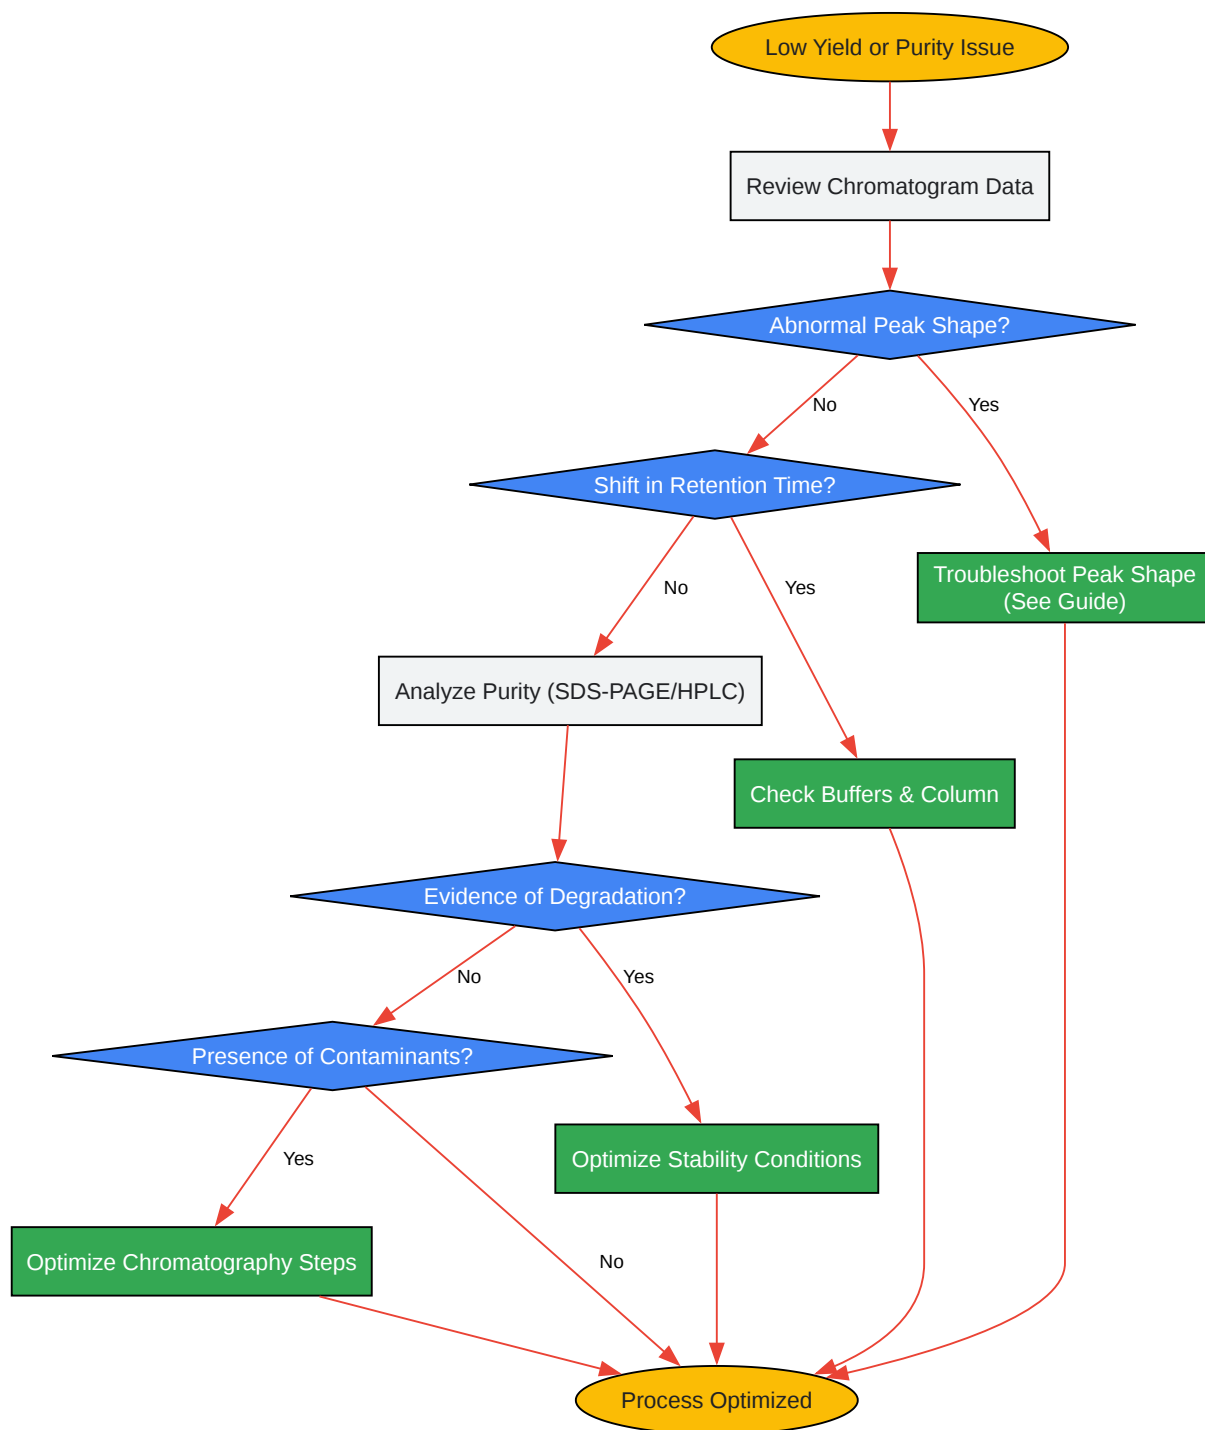 Low Yield or Purity Issue
Review Chromatogram Data
Abnormal Peak Shape?
No
Yes
Shift in Retention Time?
Troubleshoot Peak Shape
(See Guide)
No
Yes
Analyze Purity (SDS-PAGE/HPLC)
Check Buffers & Column
Evidence of Degradation?
No
Yes
Presence of Contaminants?
Yes
Optimize Stability Conditions
Optimize Chromatography Steps
No
Process Optimized